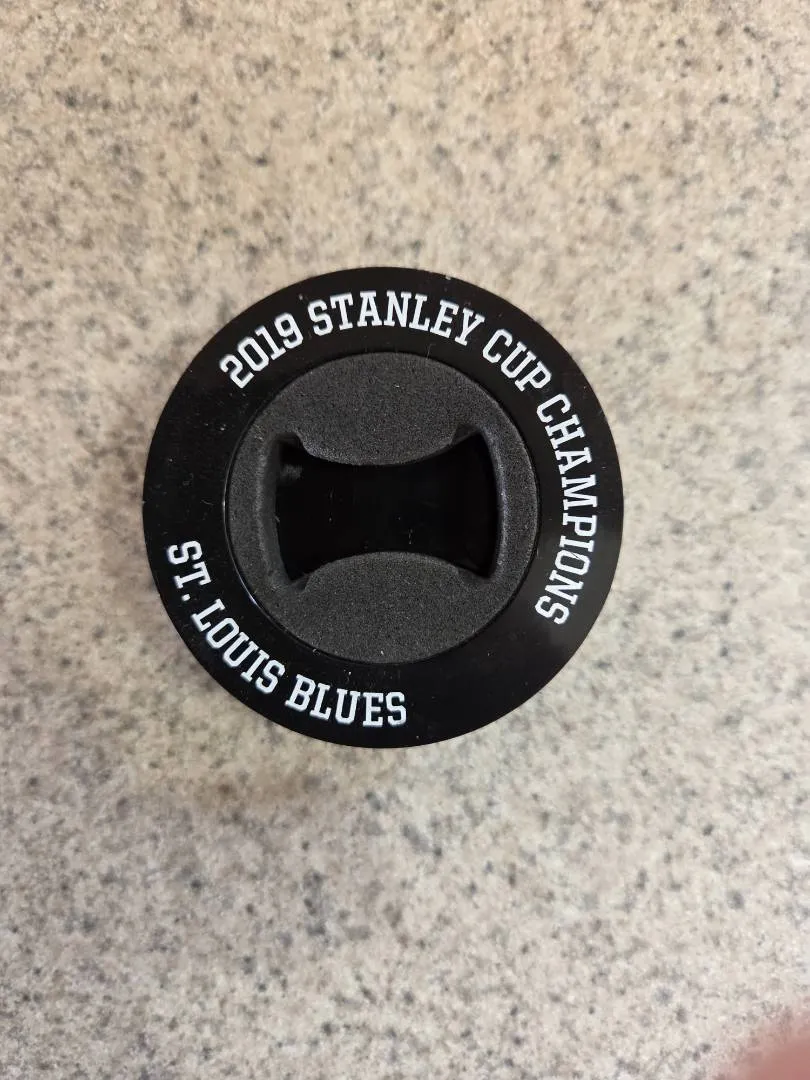 2019 STANLEY CUP CHAMPIONS
ST. LOUIS BLUES